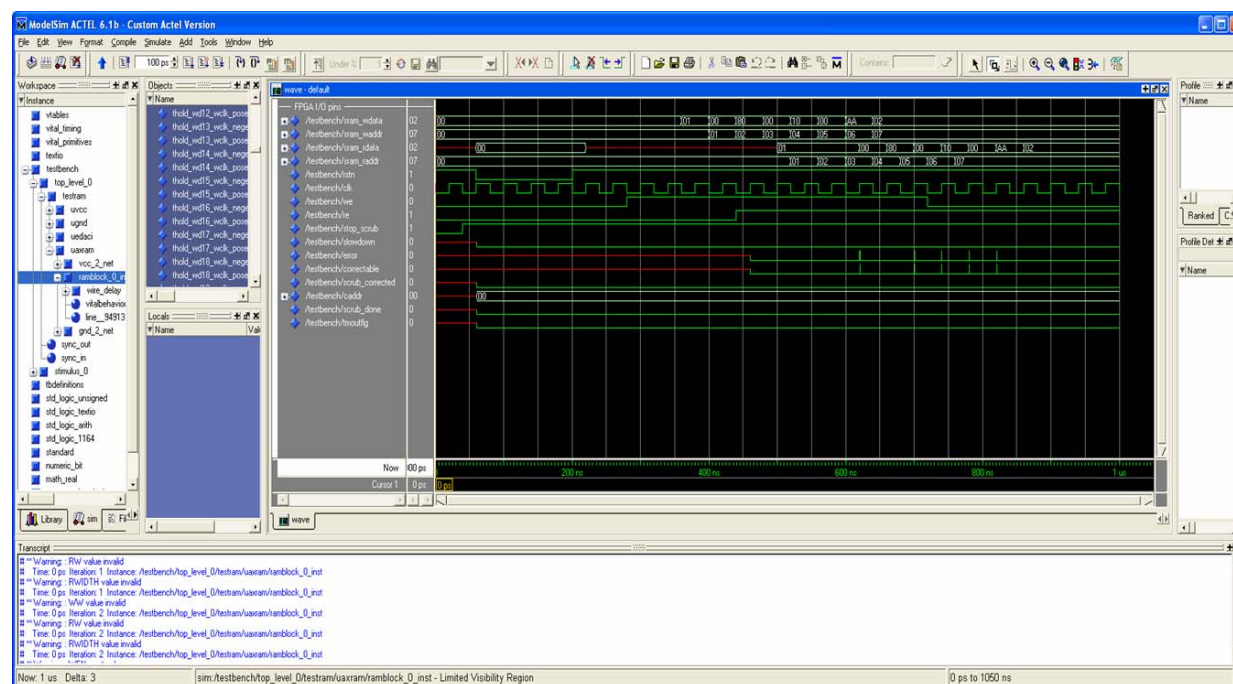 ModelSim ACTEL 6.1b - Custom Actel Version
File Edit View Format Compile Simulate Add Tools Window Help
100 ps
Contains:
Workspace
Instance
vtables
vital_timing
vital_primitives
textio
testbench
top_level_0
testram
uvcc
ugnd
uedaci
uaxram
vcc_2_net
ramblock_0_in
wire_delay
vitalbehavior
line__94913
gnd_2_net
sync_out
sync_in
stimulus_0
tbdefinitions
std_logic_unsigned
std_logic_textio
std_logic_arith
std_logic_1164
standard
numeric_bit
math_real
Library sim
Objects
Name
thold_wd12_wclk_pose
thold_wd13_wclk_nege
thold_wd13_wclk_pose
thold_wd14_wclk_nege
thold_wd14_wclk_pose
thold_wd15_wclk_nege
thold_wd15_wclk_pose
thold_wd16_wclk_nege
thold_wd16_wclk_pose
thold_wd17_wclk_nege
thold_wd17_wclk_pose
thold_wd18_wclk_nege
thold_wd18_wclk_pose
Locals
Name Val
wave - default
FPGA I/O pins
/testbench/sram_wdata 02 00 01 00 80 00 10 00 AA 02
/testbench/sram_waddr 07 00 01 02 03 04 05 06 07
/testbench/sram_rdata 02 00 01 00 80 00 10 00 AA 02
/testbench/sram_raddr 07 00 01 02 03 04 05 06 07
/testbench/rstn 1
/testbench/clk 0
/testbench/we 0
/testbench/re 1
/testbench/stop_scrub 1
/testbench/slowdown 0
/testbench/error 0
/testbench/correctable 0
/testbench/scrub_corrected 0
/testbench/caddr 00 00
/testbench/scrub_done 0
/testbench/tmoutflg 0
Now 00 ps 200 ns 400 ns 600 ns 800 ns 1 us
Cursor 1 0 ps 0 ps
wave
Profile
Name
Ranked
Profile Det
Name
Transcript
# ** Warning: : RW value invalid
# Time: 0 ps Iteration: 1 Instance: /testbench/top_level_0/testram/uaxram/ramblock_0_inst
# ** Warning: : RWIDTH value invalid
# Time: 0 ps Iteration: 1 Instance: /testbench/top_level_0/testram/uaxram/ramblock_0_inst
# ** Warning: : WW value invalid
# Time: 0 ps Iteration: 2 Instance: /testbench/top_level_0/testram/uaxram/ramblock_0_inst
# ** Warning: : RW value invalid
# Time: 0 ps Iteration: 2 Instance: /testbench/top_level_0/testram/uaxram/ramblock_0_inst
# ** Warning: : RWIDTH value invalid
# Time: 0 ps Iteration: 2 Instance: /testbench/top_level_0/testram/uaxram/ramblock_0_inst
Now: 1 us Delta: 3 sim:/testbench/top_level_0/testram/uaxram/ramblock_0_inst - Limited Visibility Region 0 ps to 1050 ns